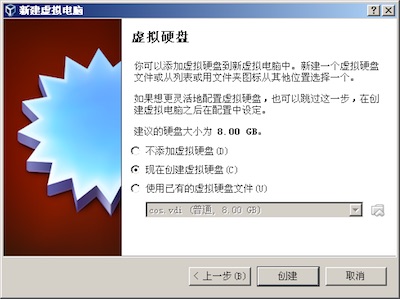 新建虚拟电脑
虚拟硬盘
你可以添加虚拟硬盘到新虚拟电脑中。新建一个虚拟硬盘
文件或从列表或用文件夹图标从其他位置选择一个。
如果想更灵活地配置虚拟硬盘，也可以跳过这一步，在创
建虚拟电脑之后在配置中设定。
建议的硬盘大小为 8.00 GB。
不添加虚拟硬盘(D)
现在创建虚拟硬盘(C)
使用已有的虚拟硬盘文件(U)
cos.vdi (普通, 8.00 GB)
< 上一步(B)
创建
取消